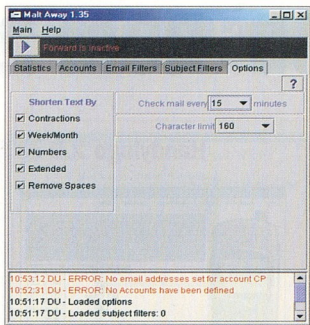 Malt Away 1.35
Main Help
Forward is inactive
Statistics Accounts Email Filters Subject Filters Options
?
Shorten Text By
Contractions
Week/Month
Numbers
Extended
Remove Spaces
Check mail every 15 minutes
Character limit 160
10:53:12 DU - ERROR: No email addresses set for account CP
10:52:31 DU - ERROR: No Accounts have been defined
10:51:17 DU - Loaded options
10:51:17 DU - Loaded subject filters: 0